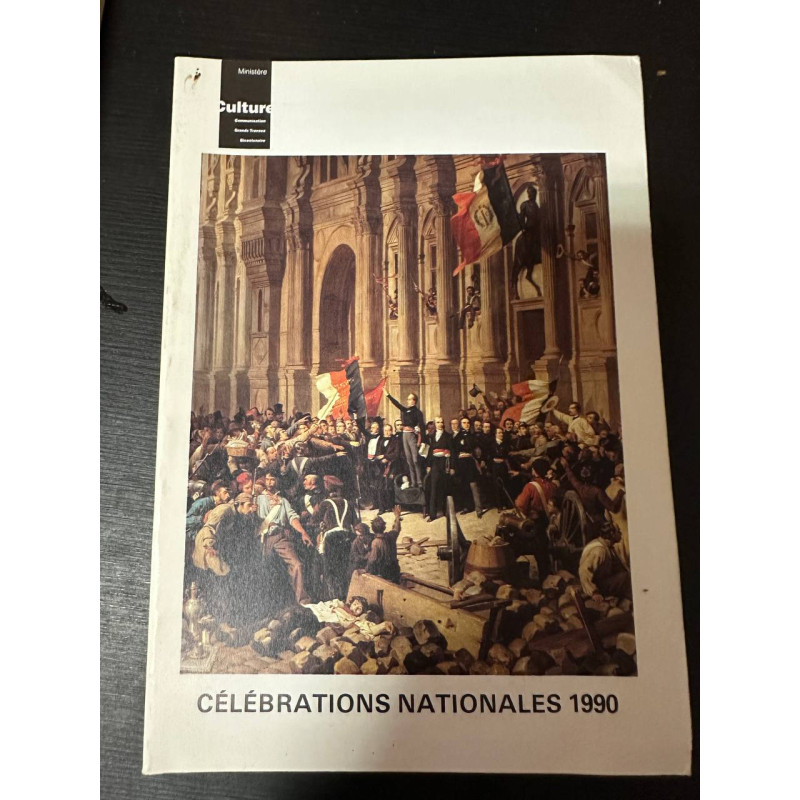 Ministère
Culture
Communication
Grands Travaux
Bicentenaire
CÉLÉBRATIONS NATIONALES 1990